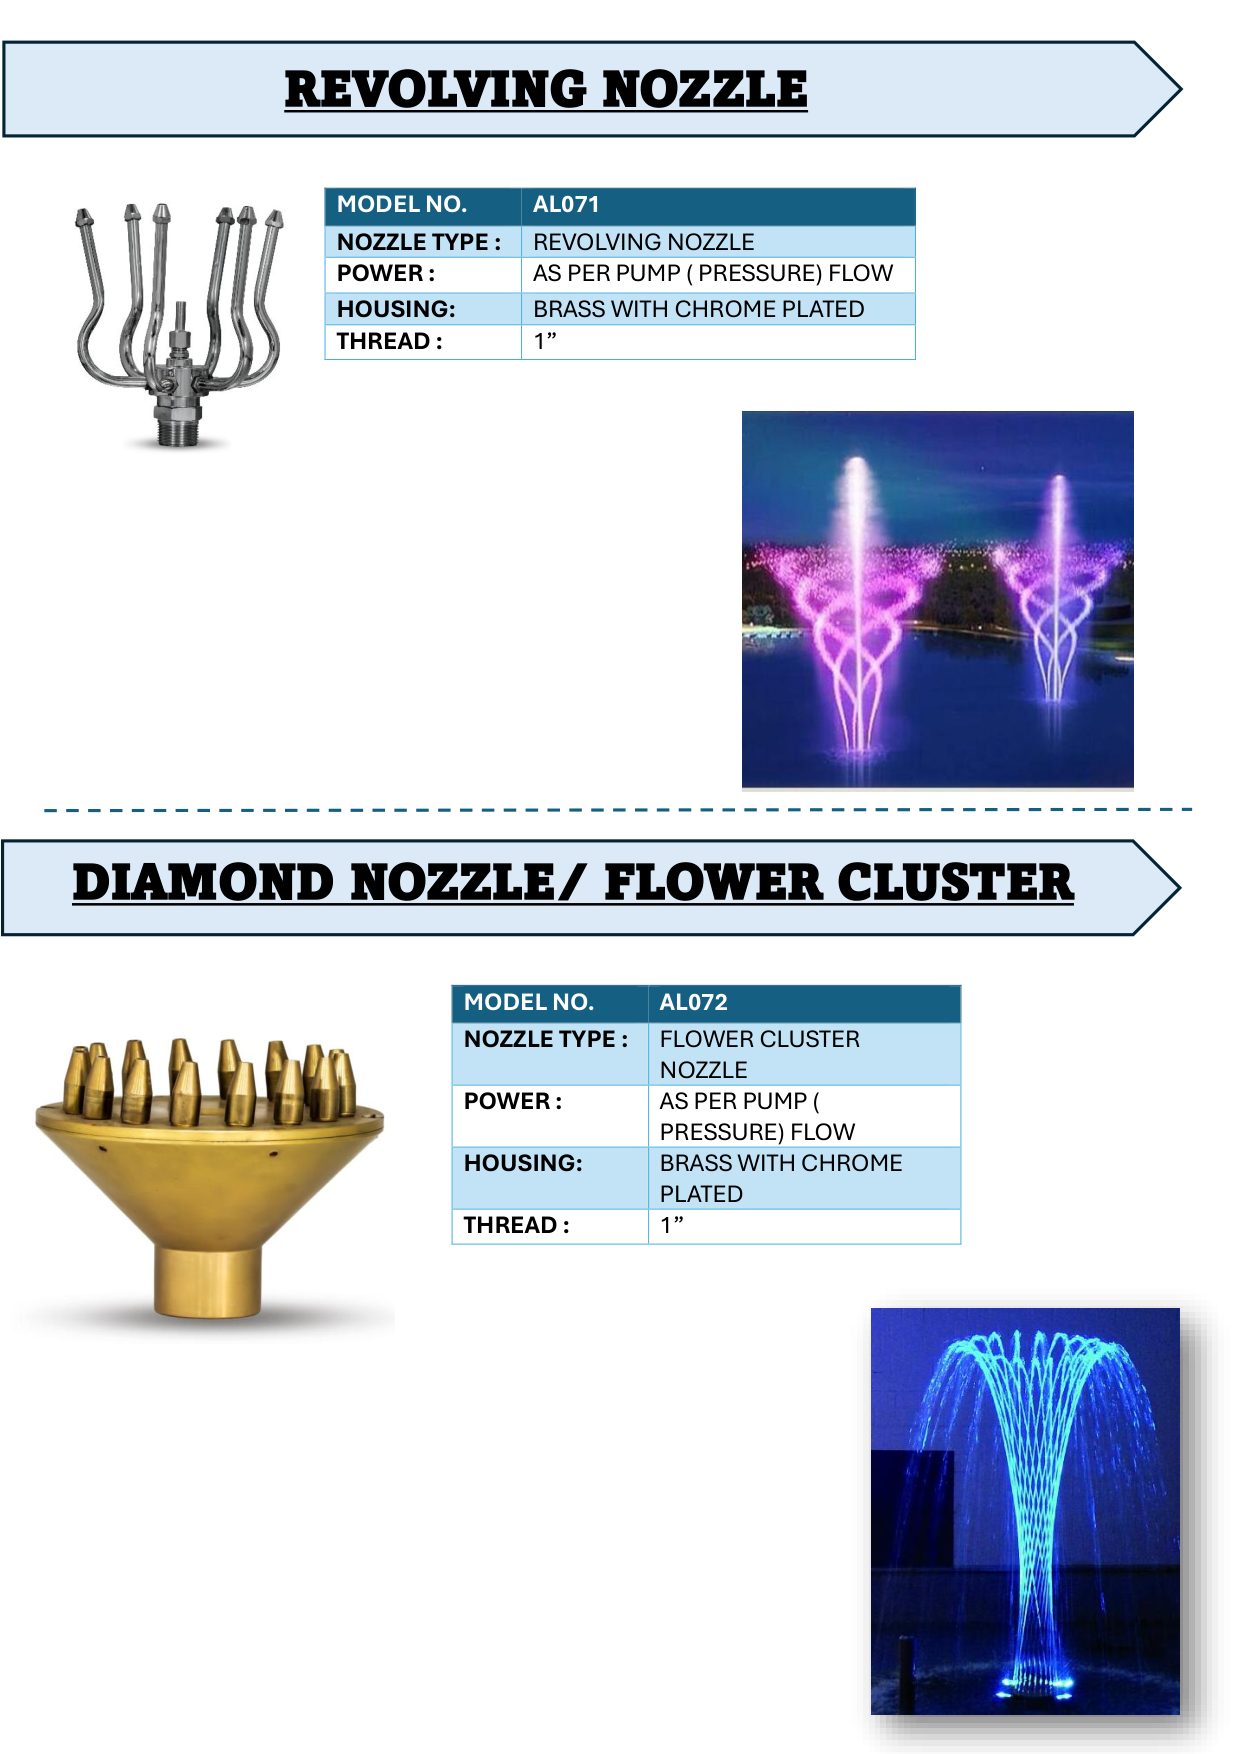 REVOLVING NOZZLE
MODEL NO. AL071
NOZZLE TYPE : REVOLVING NOZZLE
POWER : AS PER PUMP ( PRESSURE) FLOW
HOUSING: BRASS WITH CHROME PLATED
THREAD : 1”
DIAMOND NOZZLE/ FLOWER CLUSTER
MODEL NO. AL072
NOZZLE TYPE : FLOWER CLUSTER
NOZZLE
POWER : AS PER PUMP (
PRESSURE) FLOW
HOUSING: BRASS WITH CHROME
PLATED
THREAD : 1”